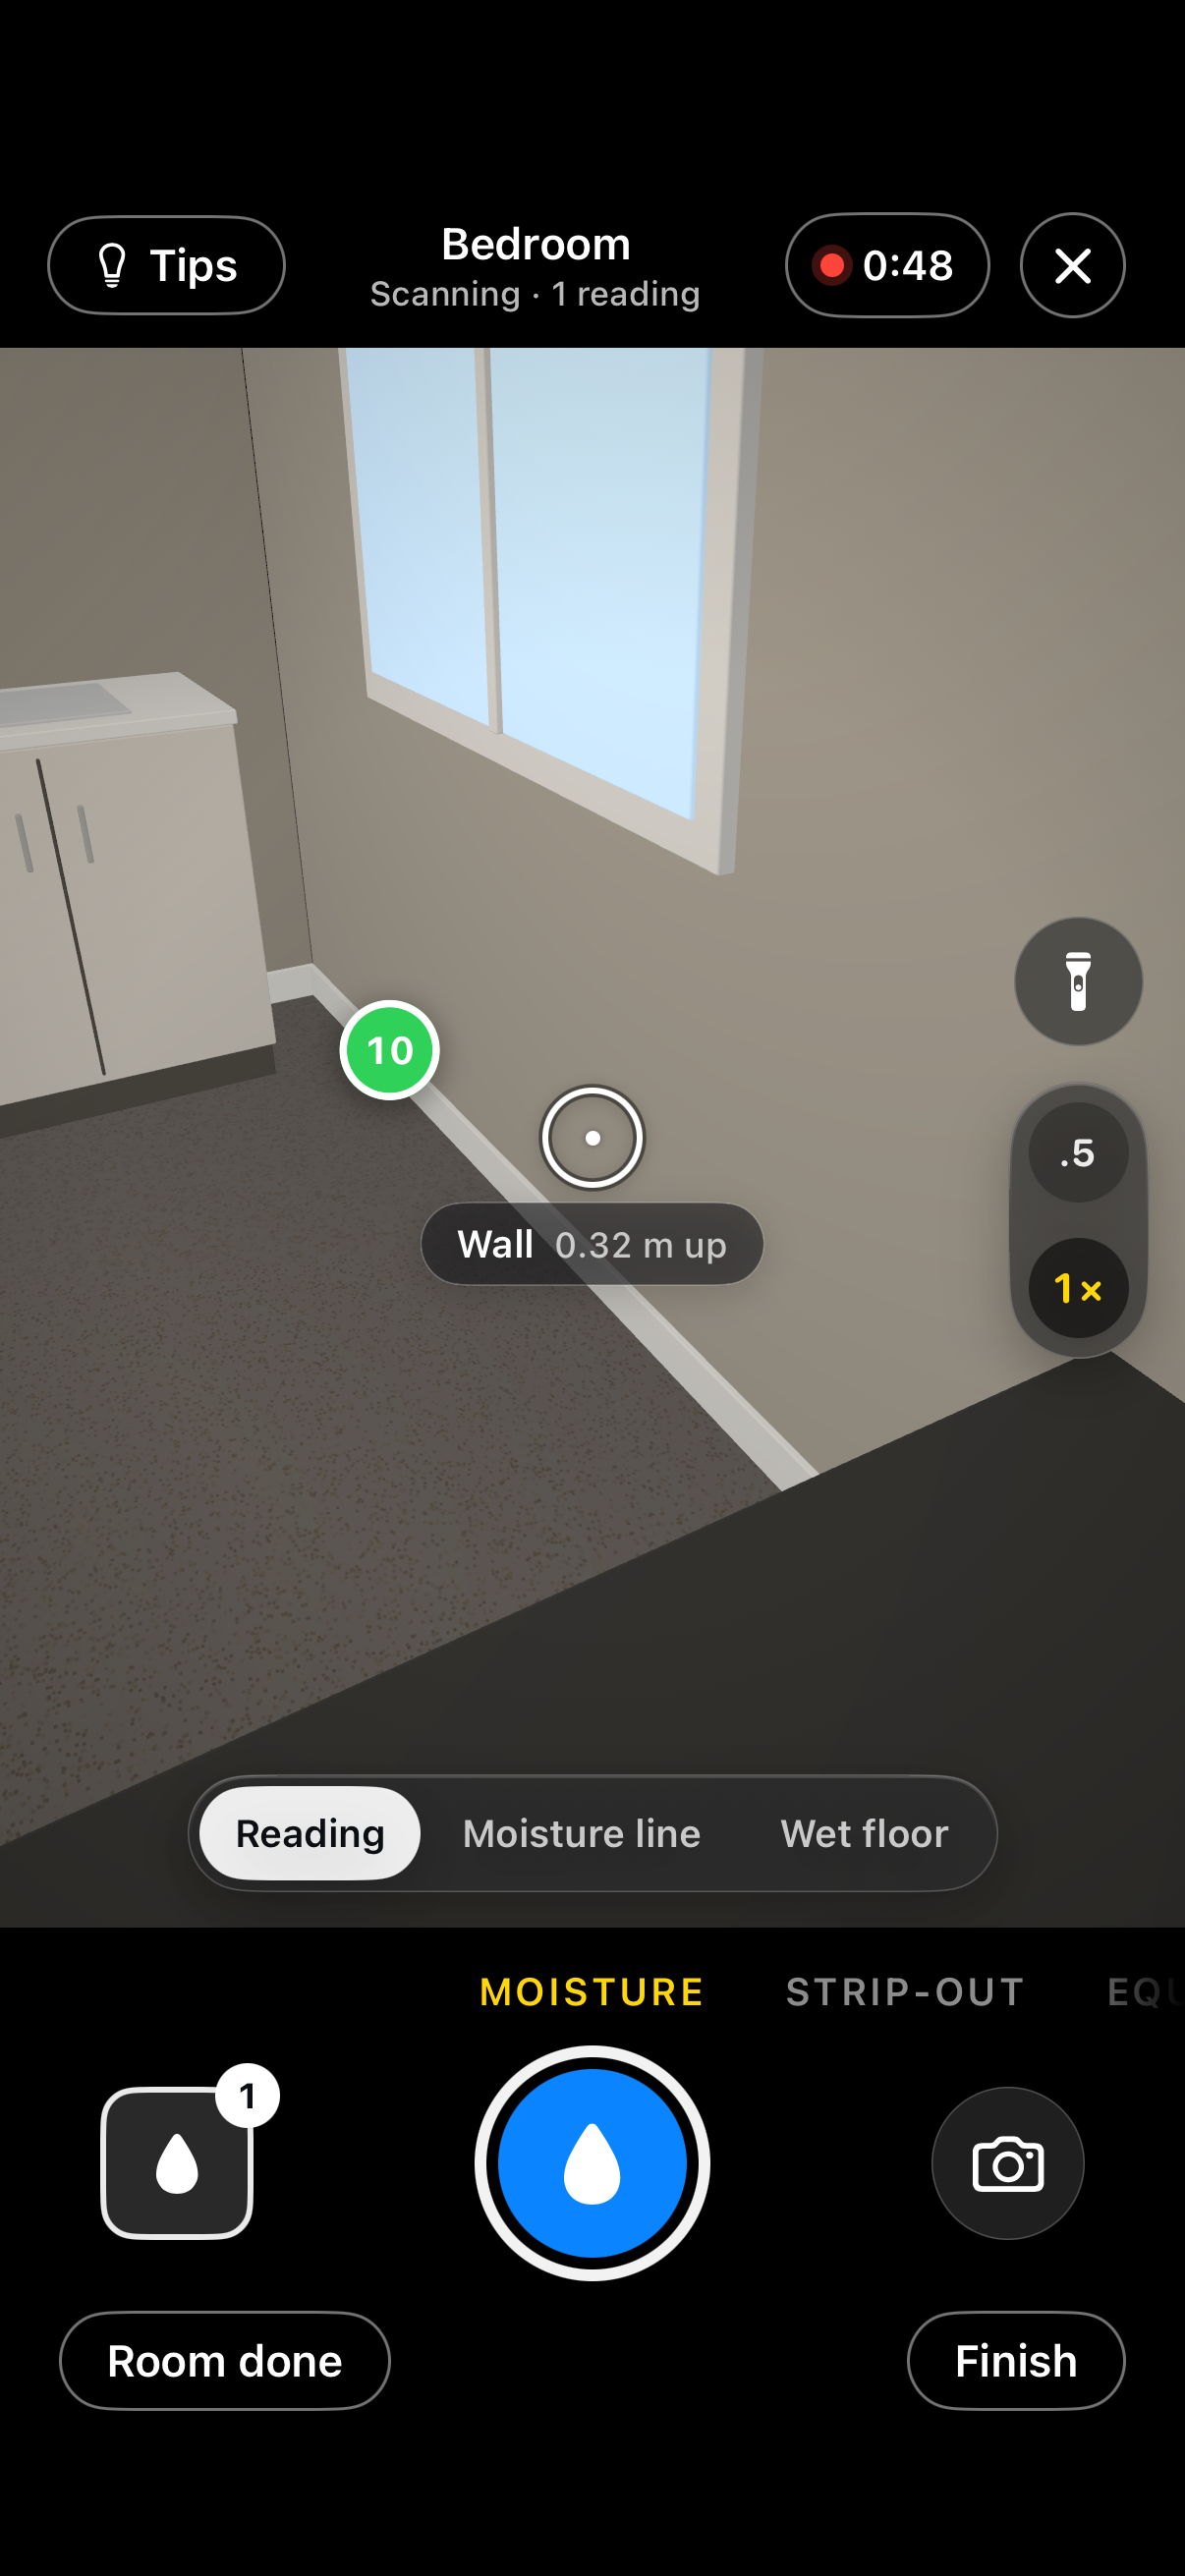 Tips
Bedroom
Scanning · 1 reading
0:48
10
Wall 0.32 m up
.5
1×
Reading Moisture line Wet floor
MOISTURE STRIP-OUT
1
Room done
Finish